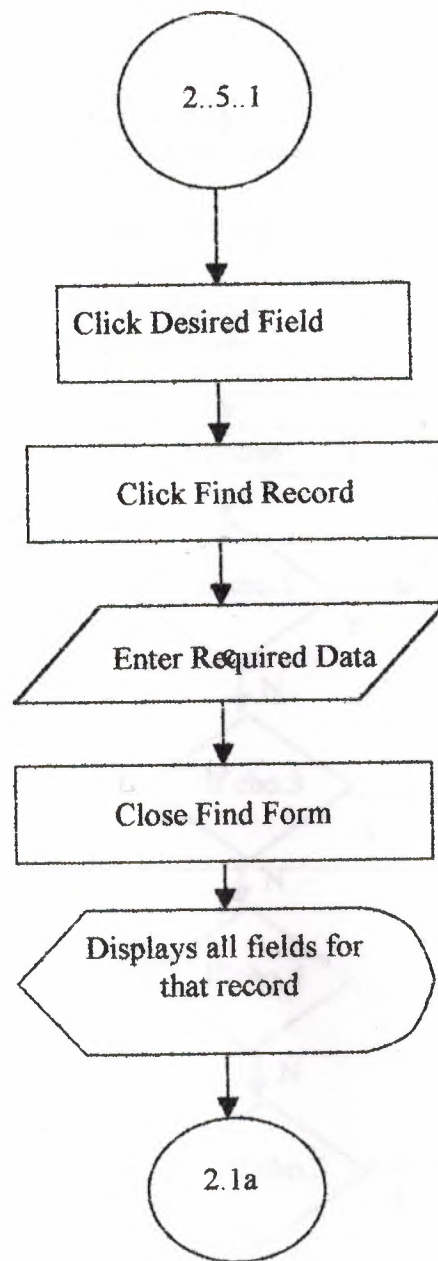 2..5..1
Click Desired Field
Click Find Record
Enter Required Data
Close Find Form
Displays all fields for
that record
2.1a